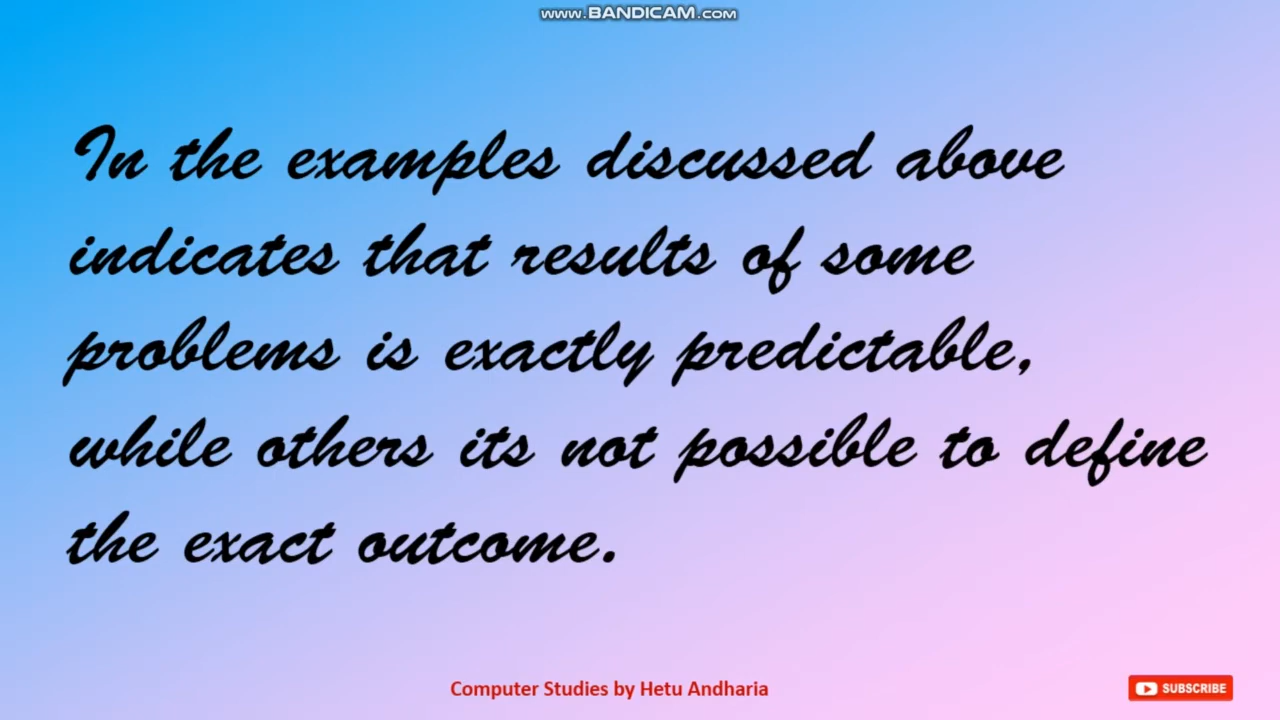 www.BANDICAM.com
In the examples discussed above
indicates that results of some
problems is exactly predictable,
while others its not possible to define
the exact outcome.
Computer Studies by Hetu Andharia
SUBSCRIBE